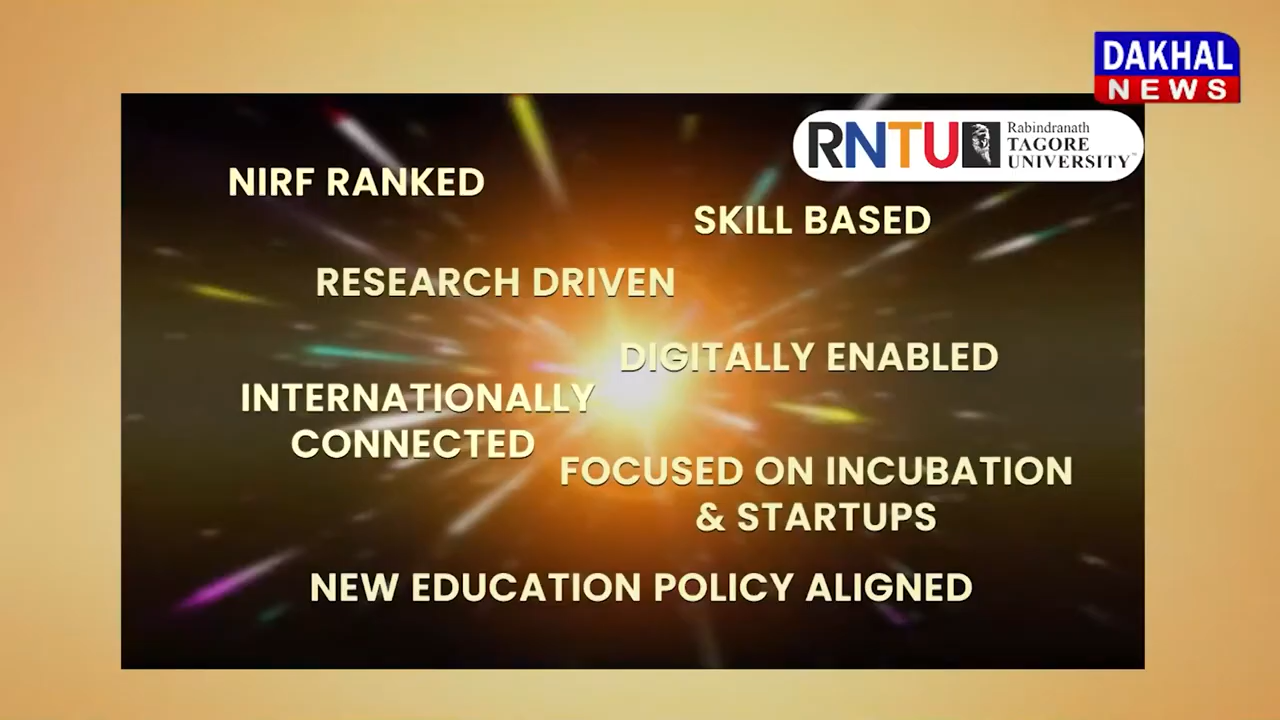 DAKHAL
NEWS
RNTU
Rabindranath
TAGORE
UNIVERSITY™
NIRF RANKED
SKILL BASED
RESEARCH DRIVEN
DIGITALLY ENABLED
INTERNATIONALLY
CONNECTED
FOCUSED ON INCUBATION
& STARTUPS
NEW EDUCATION POLICY ALIGNED